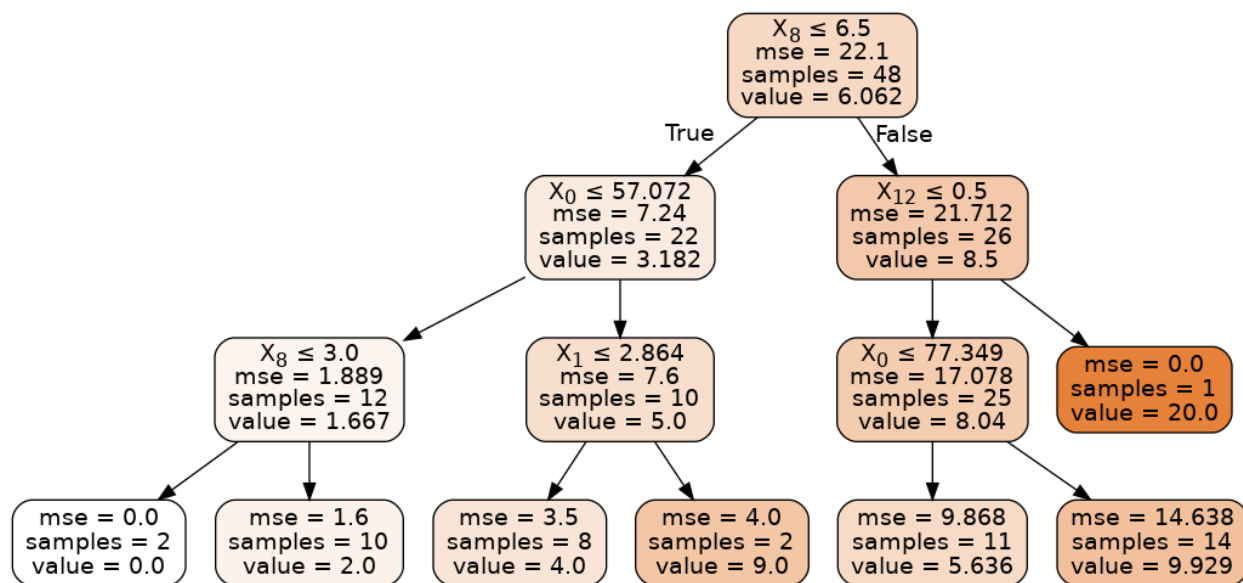 X₈ ≤ 6.5
mse = 22.1
samples = 48
value = 6.062
True
False
X₀ ≤ 57.072
mse = 7.24
samples = 22
value = 3.182
X₁₂ ≤ 0.5
mse = 21.712
samples = 26
value = 8.5
X₈ ≤ 3.0
mse = 1.889
samples = 12
value = 1.667
X₁ ≤ 2.864
mse = 7.6
samples = 10
value = 5.0
X₀ ≤ 77.349
mse = 17.078
samples = 25
value = 8.04
mse = 0.0
samples = 1
value = 20.0
mse = 0.0
samples = 2
value = 0.0
mse = 1.6
samples = 10
value = 2.0
mse = 3.5
samples = 8
value = 4.0
mse = 4.0
samples = 2
value = 9.0
mse = 9.868
samples = 11
value = 5.636
mse = 14.638
samples = 14
value = 9.929